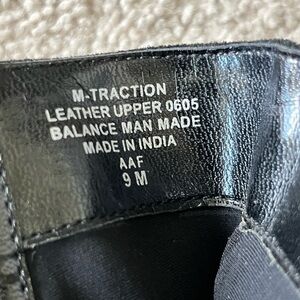 M-TRACTION
LEATHER UPPER 0605
BALANCE MAN MADE
MADE IN INDIA
AAF
9 M